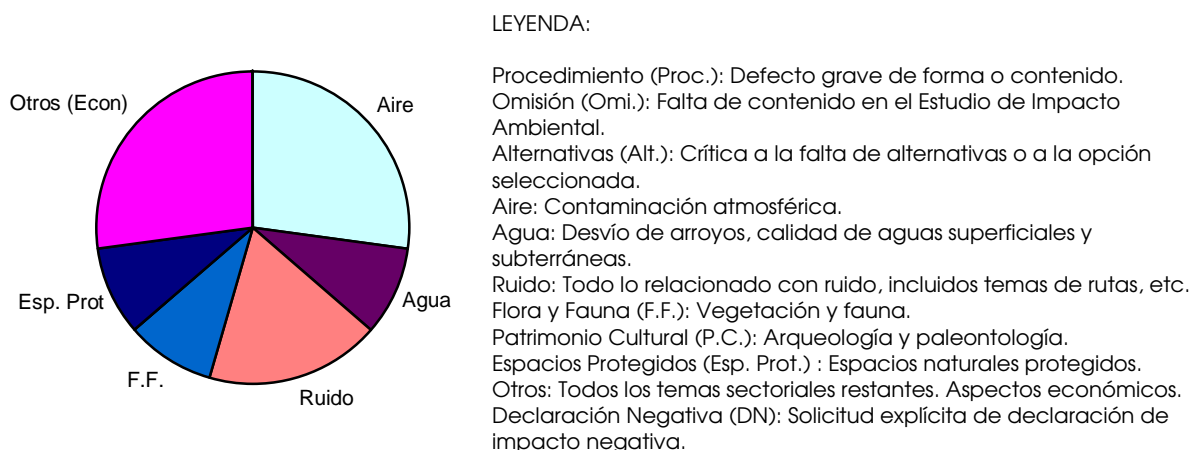 LEYENDA:
Otros (Econ)
Aire
Esp. Prot
Agua
F.F.
Ruido
Procedimiento (Proc.): Defecto grave de forma o contenido.
Omisión (Omi.): Falta de contenido en el Estudio de Impacto
Ambiental.
Alternativas (Alt.): Crítica a la falta de alternativas o a la opción
seleccionada.
Aire: Contaminación atmosférica.
Agua: Desvío de arroyos, calidad de aguas superficiales y
subterráneas.
Ruido: Todo lo relacionado con ruido, incluidos temas de rutas, etc.
Flora y Fauna (F.F.): Vegetación y fauna.
Patrimonio Cultural (P.C.): Arqueología y paleontología.
Espacios Protegidos (Esp. Prot.) : Espacios naturales protegidos.
Otros: Todos los temas sectoriales restantes. Aspectos económicos.
Declaración Negativa (DN): Solicitud explícita de declaración de
impacto negativa.